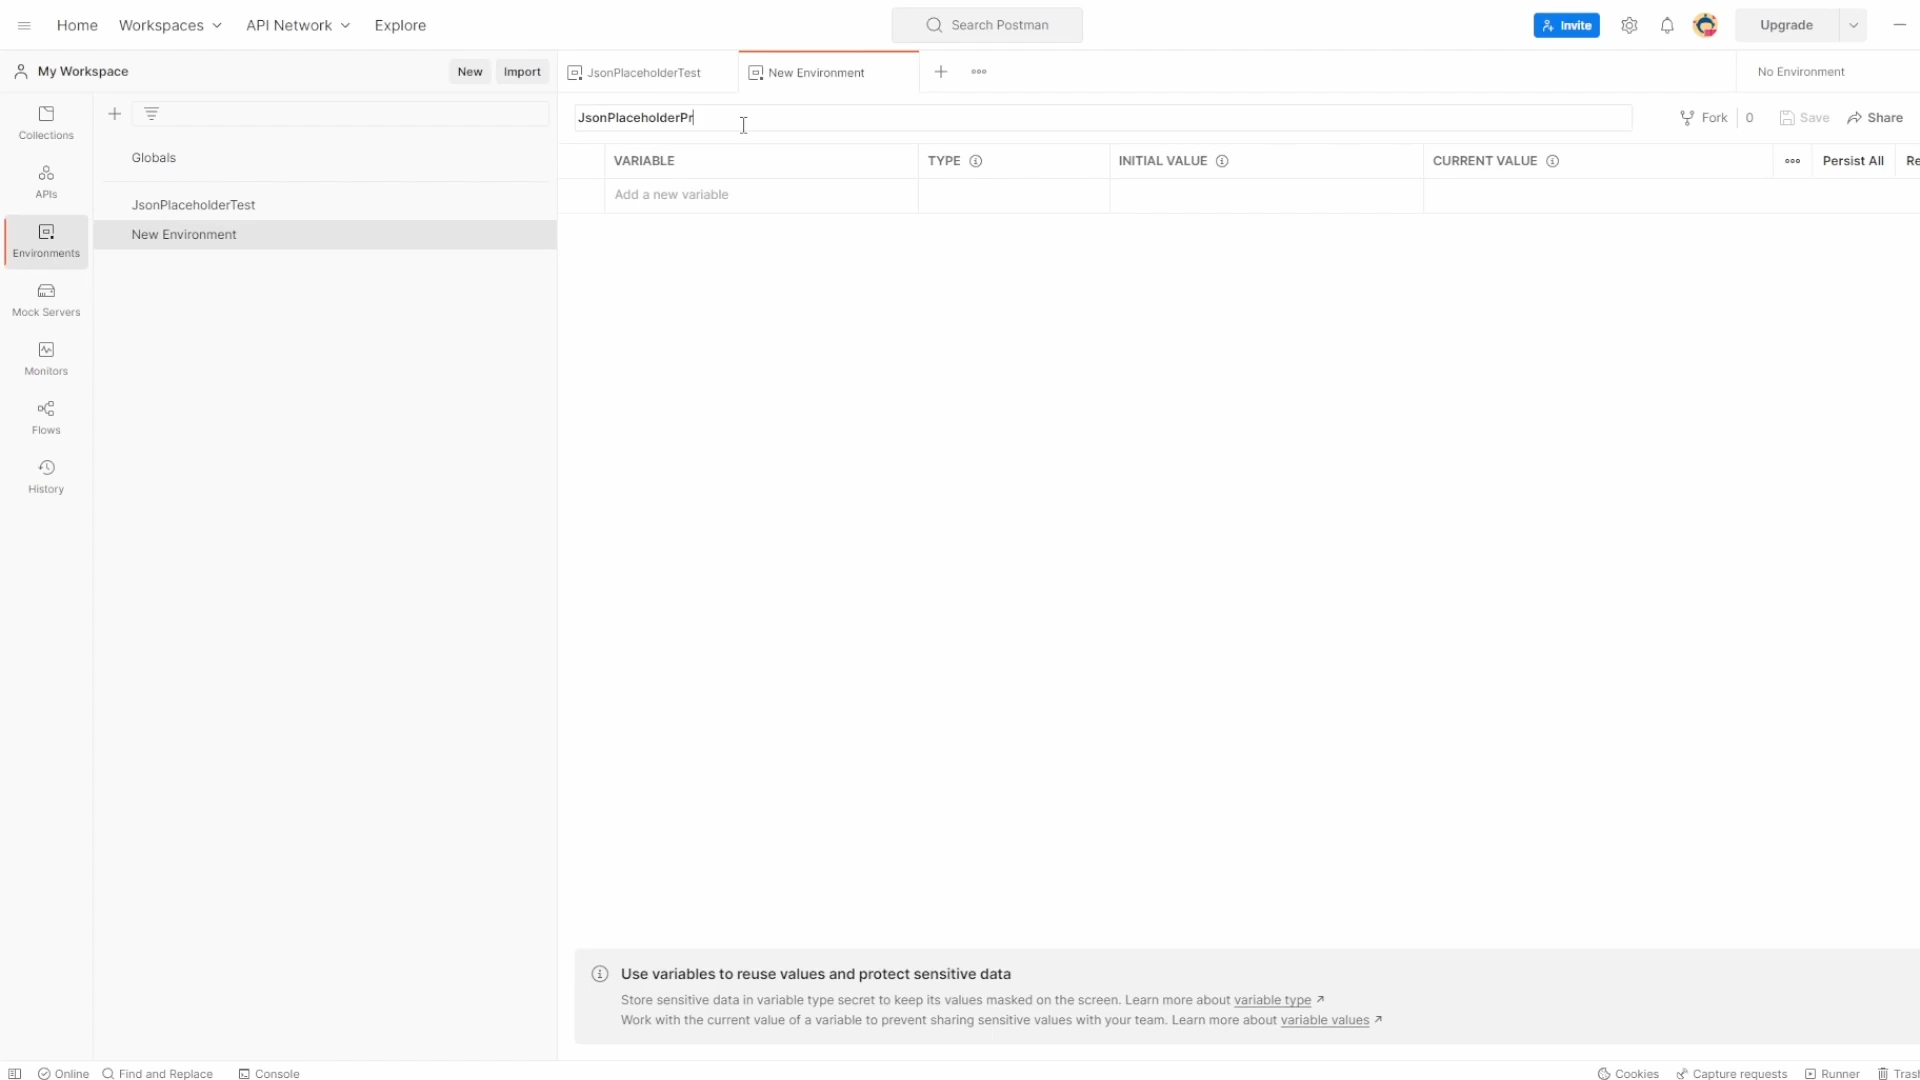 Home Workspaces API Network Explore Search Postman Invite Upgrade
My Workspace New Import JsonPlaceholderTest New Environment No Environment
JsonPlaceholderPr Fork 0 Save Share
Collections
Globals
VARIABLE TYPE INITIAL VALUE CURRENT VALUE Persist All Re
Add a new variable
APIs
JsonPlaceholderTest
New Environment
Environments
Mock Servers
Monitors
Flows
History
Use variables to reuse values and protect sensitive data
Store sensitive data in variable type secret to keep its values masked on the screen. Learn more about variable type ↗
Work with the current value of a variable to prevent sharing sensitive values with your team. Learn more about variable values ↗
Online Find and Replace Console Cookies Capture requests Runner Trash